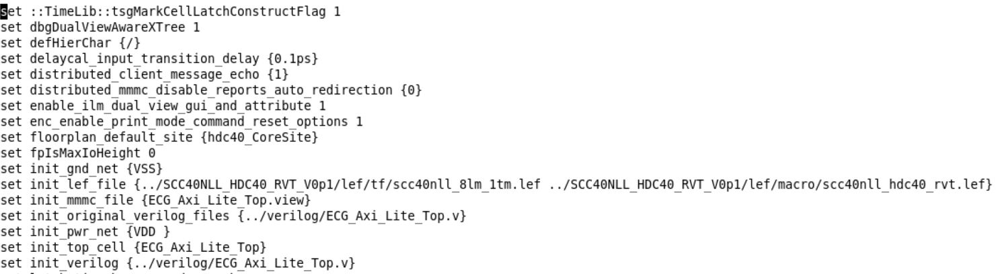 set ::TimeLib::tsgMarkCellLatchConstructFlag 1
set dbgDualViewAwareXTree 1
set defHierChar {/}
set delaycal_input_transition_delay {0.1ps}
set distributed_client_message_echo {1}
set distributed_mmmc_disable_reports_auto_redirection {0}
set enable_ilm_dual_view_gui_and_attribute 1
set enc_enable_print_mode_command_reset_options 1
set floorplan_default_site {hdc40_CoreSite}
set fpIsMaxIoHeight 0
set init_gnd_net {VSS}
set init_lef_file {../SCC40NLL_HDC40_RVT_V0p1/lef/tf/scc40nll_8lm_1tm.lef ../SCC40NLL_HDC40_RVT_V0p1/lef/macro/scc40nll_hdc40_rvt.lef}
set init_mmmc_file {ECG_Axi_Lite_Top.view}
set init_original_verilog_files {../verilog/ECG_Axi_Lite_Top.v}
set init_pwr_net {VDD }
set init_top_cell {ECG_Axi_Lite_Top}
set init_verilog {../verilog/ECG_Axi_Lite_Top.v}